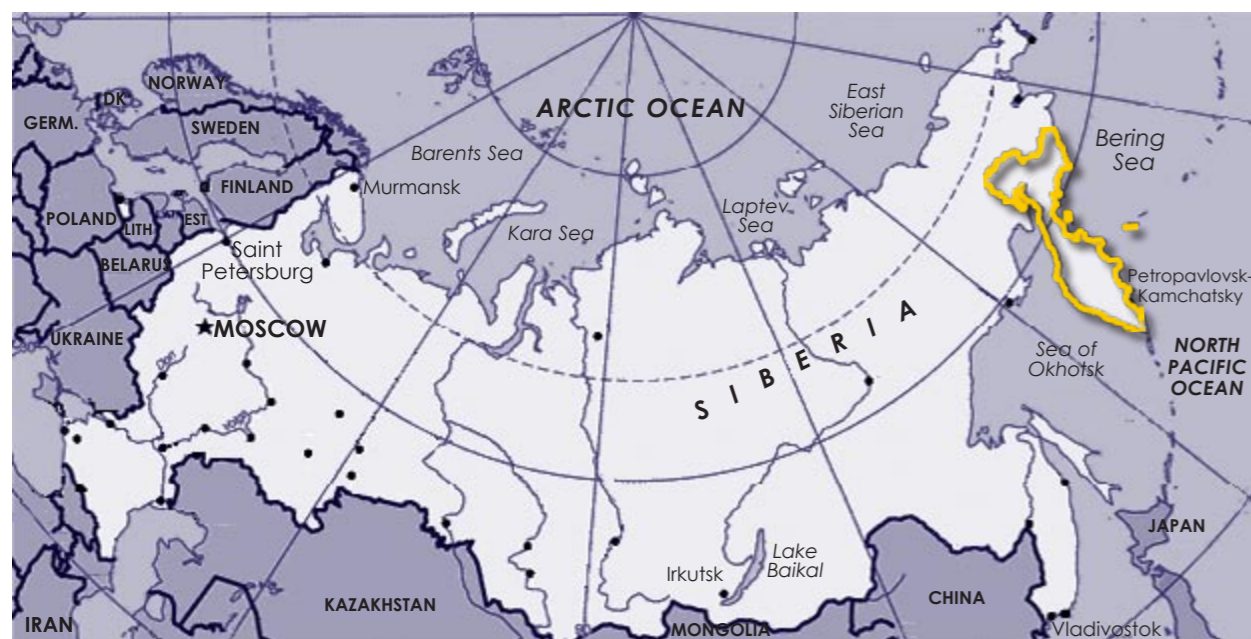 ARCTIC OCEAN
NORWAY
DK
GERM.
SWEDEN
East
Siberian
Sea
Bering
Sea
Barents Sea
FINLAND
Murmansk
POLAND
LITH
EST
Laptev
Sea
Kara Sea
BELARUS
Saint
Petersburg
Petropavlovsk-
Kamchatsky
MOSCOW
UKRAINE
SIBERIA
Sea of
Okhotsk
NORTH
PACIFIC
OCEAN
Don
JAPAN
Lake
Baikal
Irkutsk
KAZAKHSTAN
CHINA
IRAN
MONGOLIA
Vladivostok